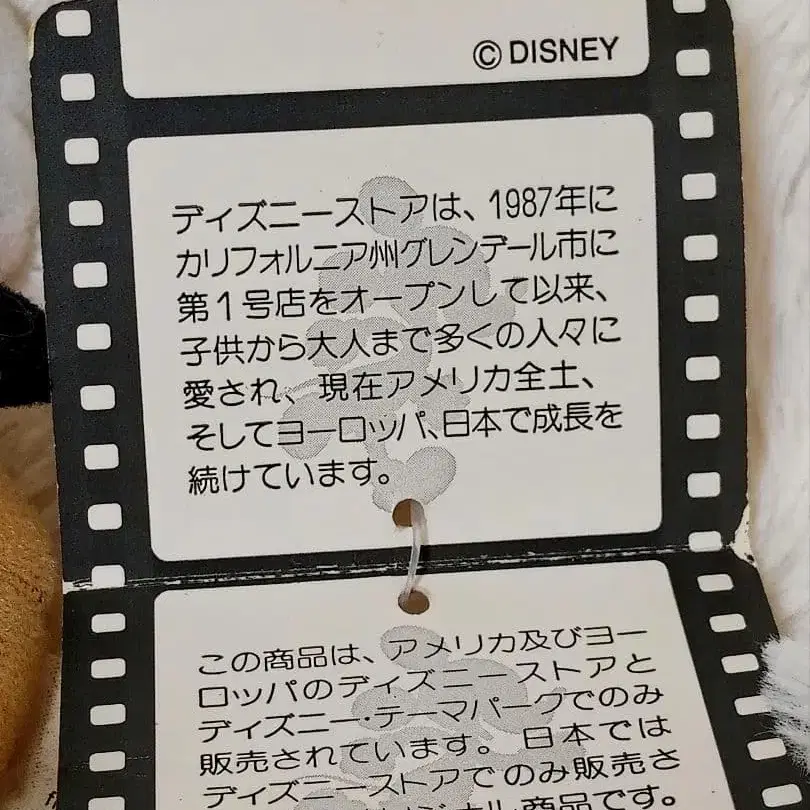 © DISNEY
ディズニーストアは、1987年に
カリフォルニア州グレンデール市に
第1号店をオープンして以来、
子供から大人まで多くの人々に
愛され、現在アメリカ全土、
そしてヨーロッパ、日本で成長を
続けています。
この商品は、アメリカ及びヨー
ロッパのディズニーストアと
ディズニー・テーマパークでのみ
販売されています。日本では
ディズニーストアでのみ販売さ
ジナル商品です。